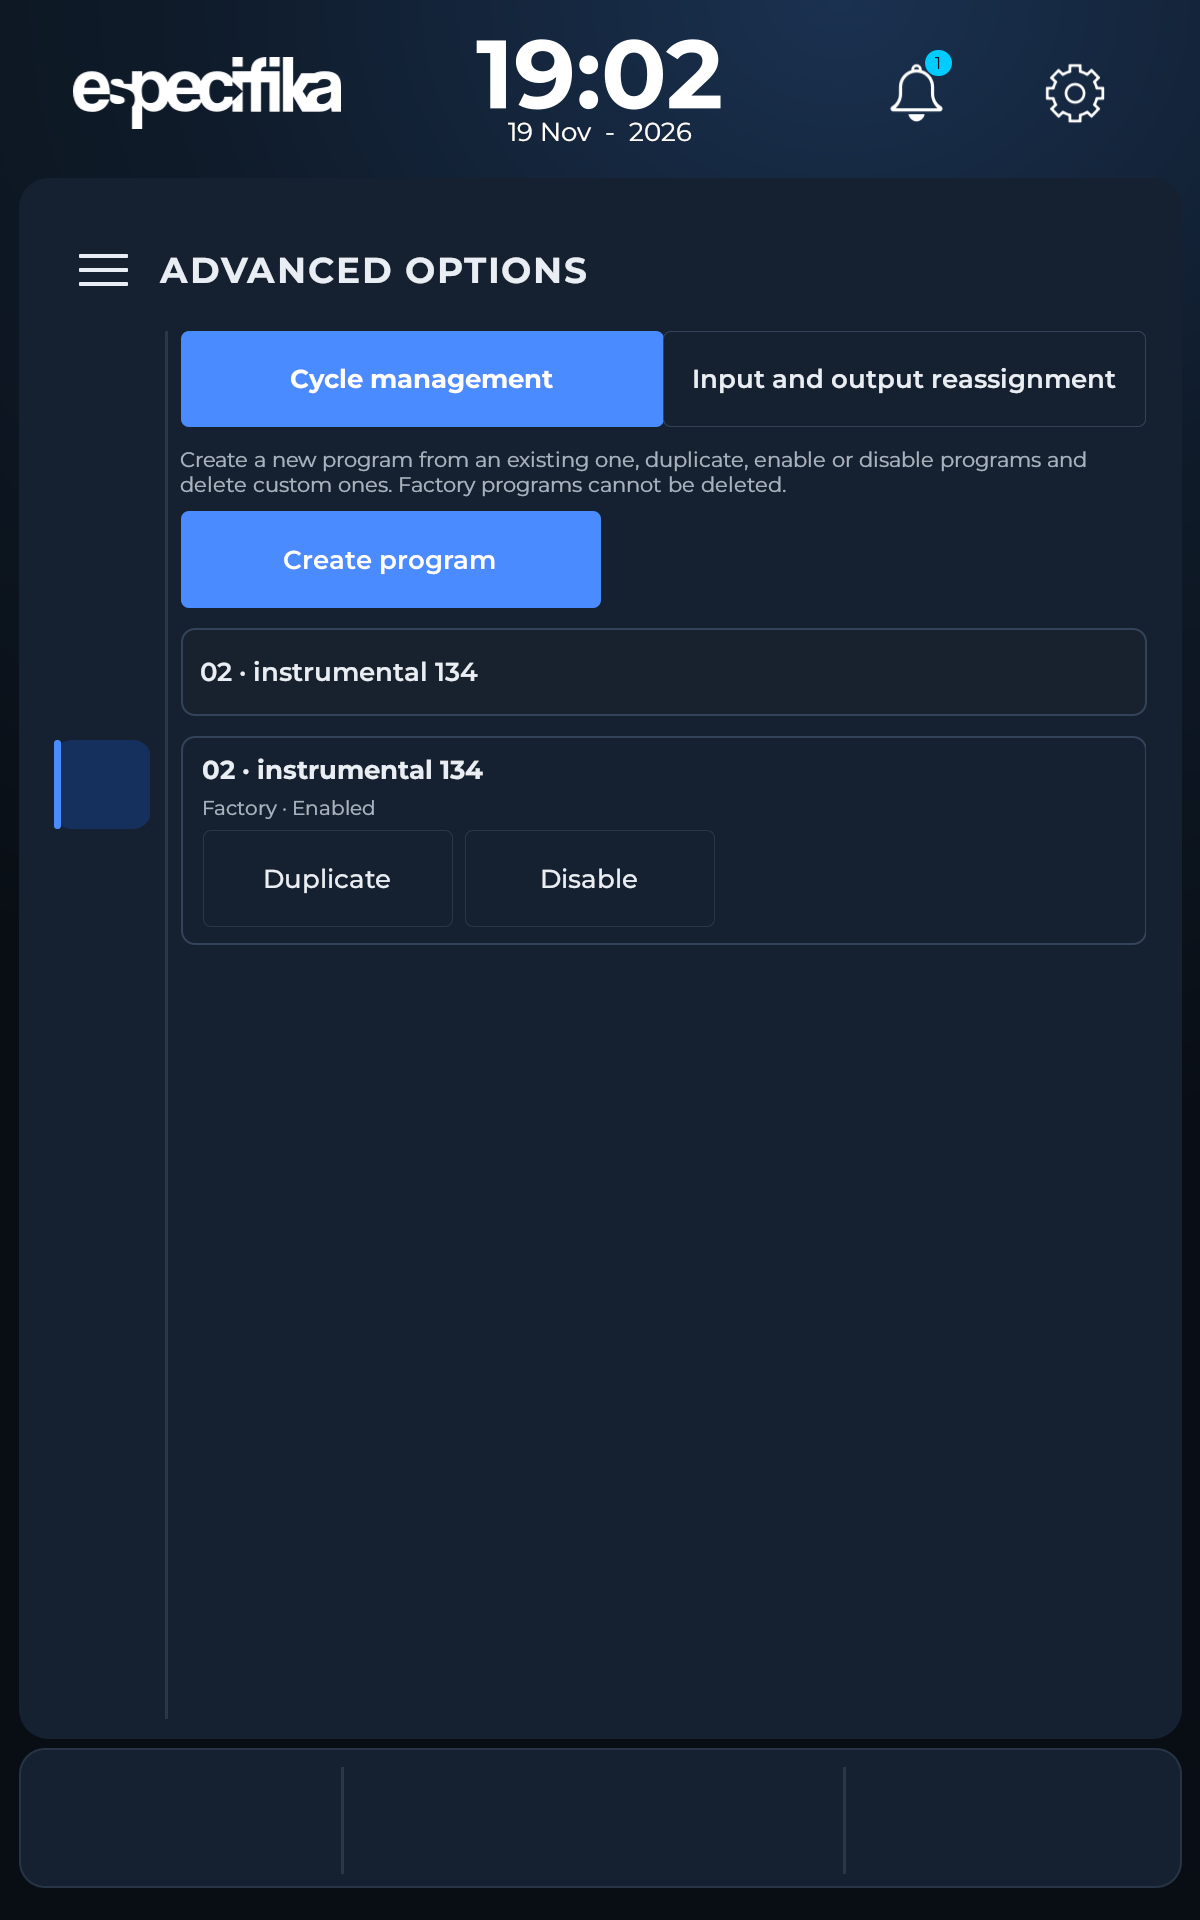 especifika
19:02
1
19 Nov - 2026
ADVANCED OPTIONS
Cycle management
Input and output reassignment
Create a new program from an existing one, duplicate, enable or disable programs and
delete custom ones. Factory programs cannot be deleted.
Create program
02 · instrumental 134
02 · instrumental 134
Factory · Enabled
Duplicate
Disable